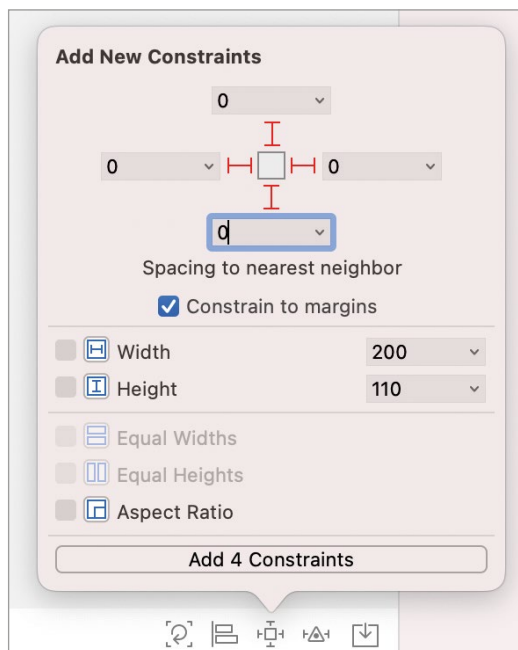 Add New Constraints
0
0 0
0
Spacing to nearest neighbor
Constrain to margins
Width 200
Height 110
Equal Widths
Equal Heights
Aspect Ratio
Add 4 Constraints